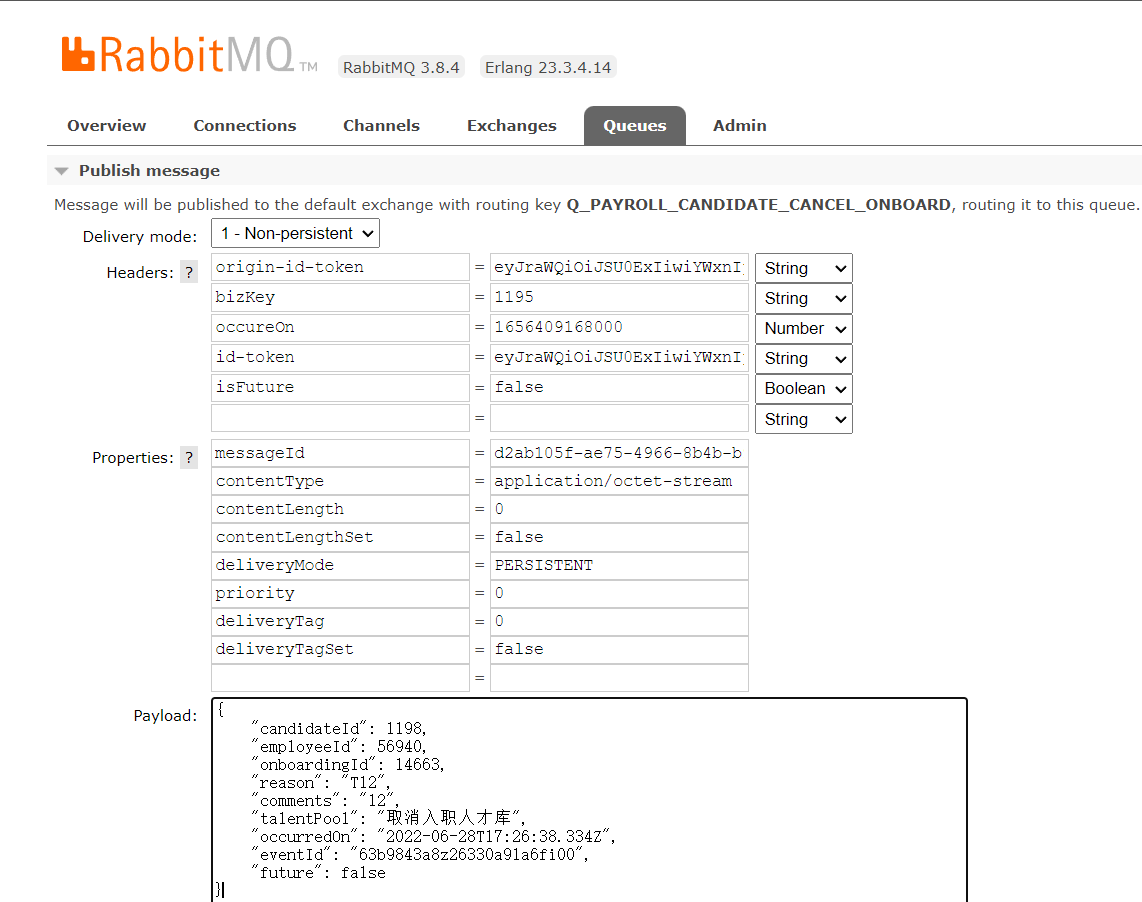 RabbitMQ TM RabbitMQ 3.8.4 Erlang 23.3.4.14
Overview Connections Channels Exchanges Queues Admin
Publish message
Message will be published to the default exchange with routing key Q_PAYROLL_CANDIDATE_CANCEL_ONBOARD, routing it to this queue.
Delivery mode: 1 - Non-persistent
Headers: ? origin-id-token = eyJraWQiOiJSU0ExIiwiYWxnI String
bizKey = 1195 String
occureOn = 1656409168000 Number
id-token = eyJraWQiOiJSU0ExIiwiYWxnI String
isFuture = false Boolean
= String
Properties: ? messageId = d2ab105f-ae75-4966-8b4b-b
contentType = application/octet-stream
contentLength = 0
contentLengthSet = false
deliveryMode = PERSISTENT
priority = 0
deliveryTag = 0
deliveryTagSet = false
=
Payload: {
"candidateId": 1198,
"employeeId": 56940,
"onboardingId": 14663,
"reason": "T12",
"comments": "12",
"talentPool": "取消入职人才库",
"occurredOn": "2022-06-28T17:26:38.334Z",
"eventId": "63b9843a8z26330a91a6fi00",
"future": false
}